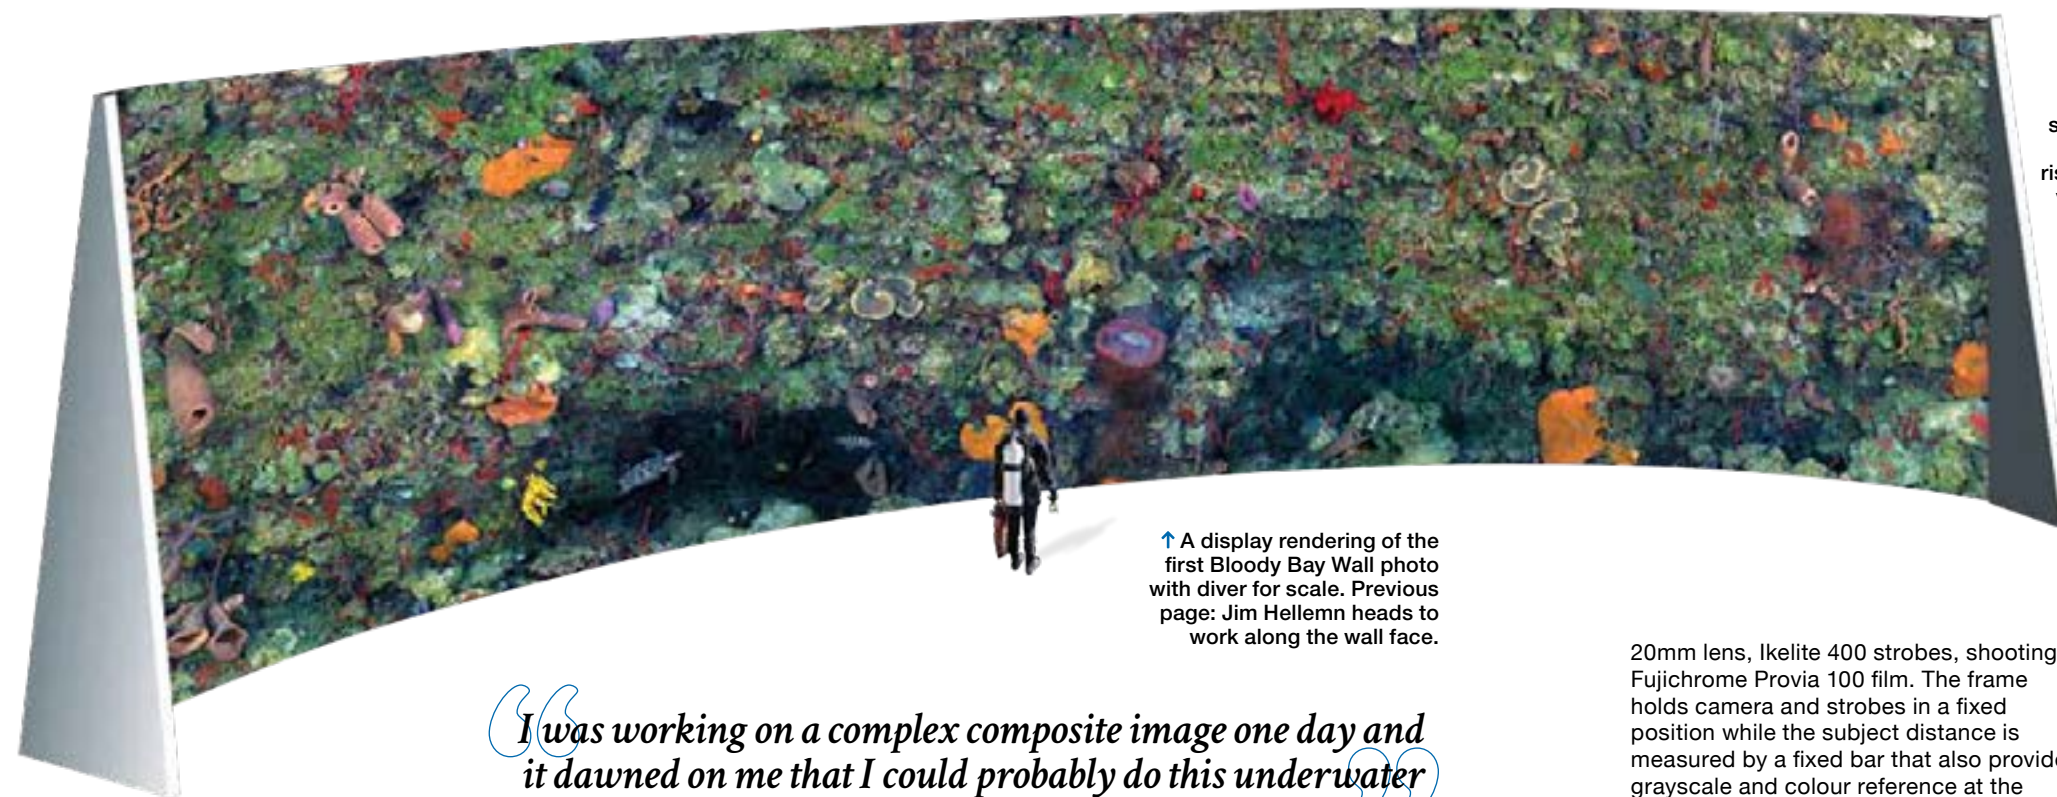 ↑ A display rendering of the
first Bloody Bay Wall photo
with diver for scale. Previous
page: Jim Hellemn heads to
work along the wall face.
“I was working on a complex composite image one day and
it dawned on me that I could probably do this underwater”
20mm lens, Ikelite 400 strobes, shooting
Fujichrome Provia 100 film. The frame
holds camera and strobes in a fixed
position while the subject distance is
measured by a fixed bar that also provide
grayscale and colour reference at the